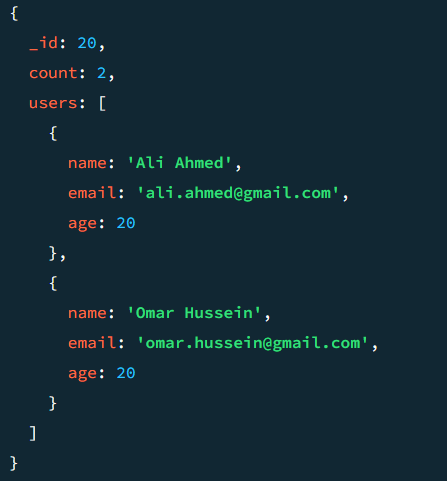 {
  _id: 20,
  count: 2,
  users: [
    {
      name: 'Ali Ahmed',
      email: 'ali.ahmed@gmail.com',
      age: 20
    },
    {
      name: 'Omar Hussein',
      email: 'omar.hussein@gmail.com',
      age: 20
    }
  ]
}